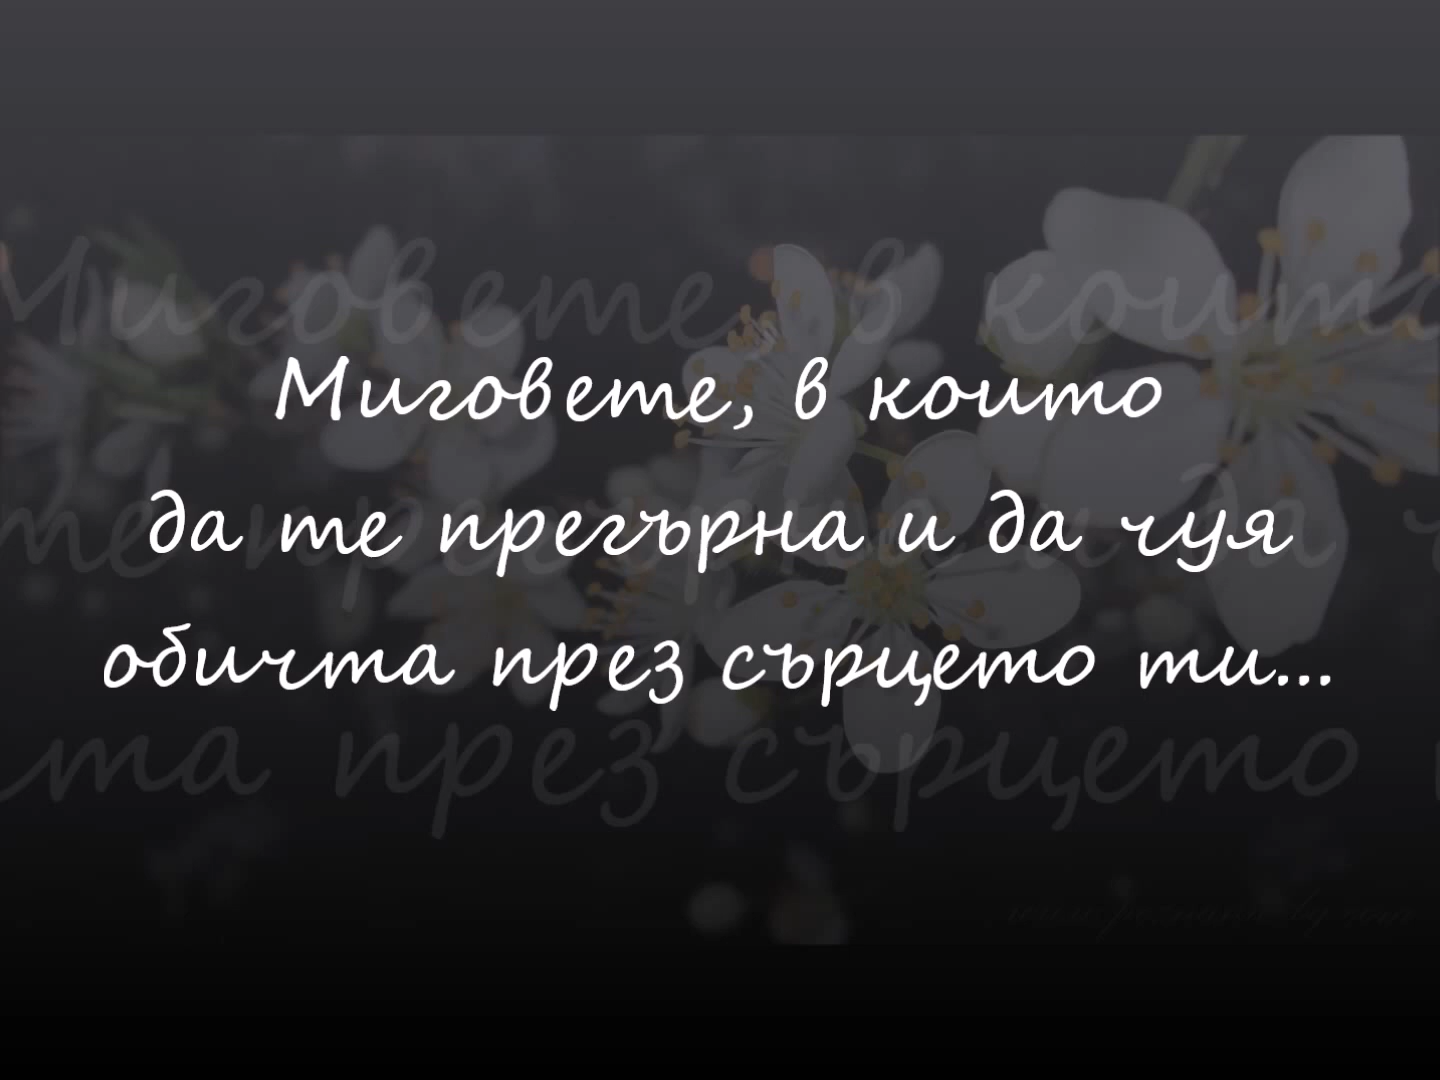 Миговете, в които
да те прегърна и да чуя
обичта през сърцето ти...